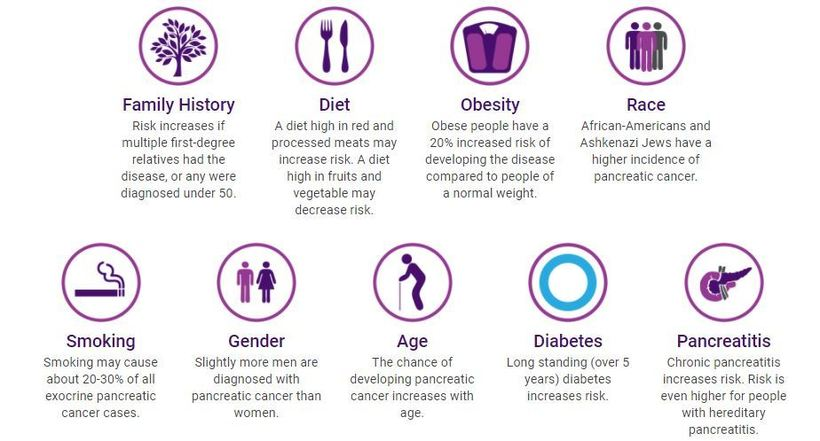 Family History
Risk increases if
multiple first-degree
relatives had the
disease, or any were
diagnosed under 50.
Diet
A diet high in red and
processed meats may
increase risk. A diet
high in fruits and
vegetable may
decrease risk.
Obesity
Obese people have a
20% increased risk of
developing the disease
compared to people of
a normal weight.
Race
African-Americans and
Ashkenazi Jews have a
higher incidence of
pancreatic cancer.
Smoking
Smoking may cause
about 20-30% of all
exocrine pancreatic
cancer cases.
Gender
Slightly more men are
diagnosed with
pancreatic cancer than
women.
Age
The chance of
developing pancreatic
cancer increases with
age.
Diabetes
Long standing (over 5
years) diabetes
increases risk.
Pancreatitis
Chronic pancreatitis
increases risk. Risk is
even higher for people
with hereditary
pancreatitis.